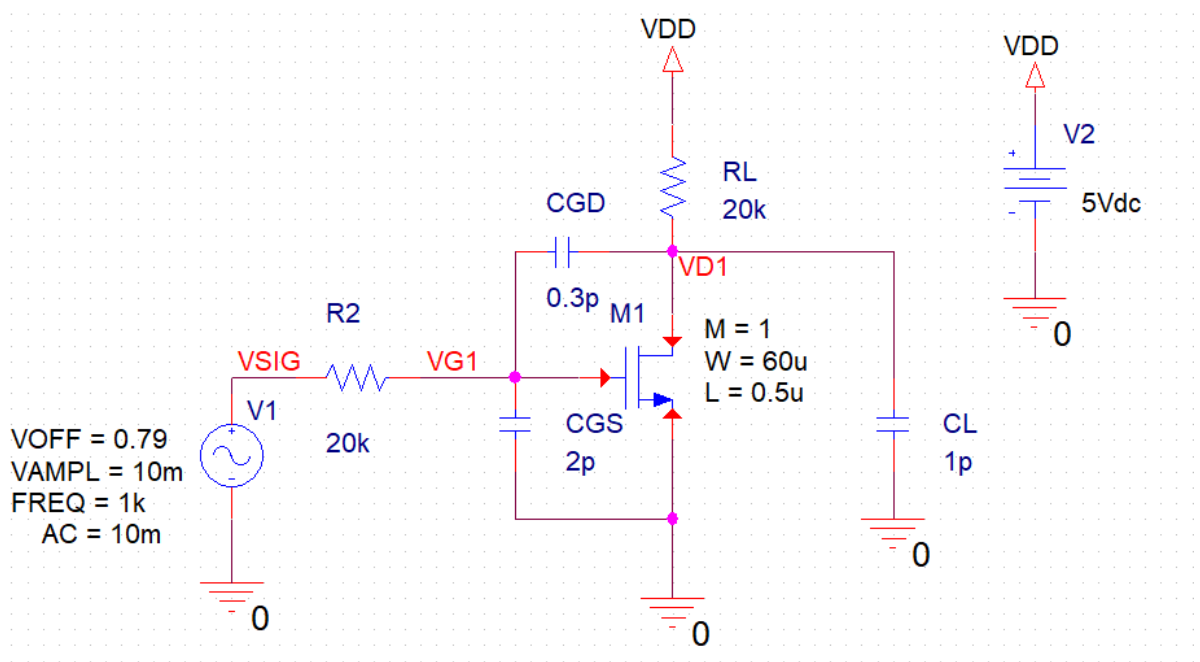 VDD
VDD
V2
+
-
5Vdc
RL
20k
CGD
0.3p
VD1
R2
M1
M = 1
W = 60u
L = 0.5u
0
VSIG
VG1
V1
+
-
20k
VOFF = 0.79
VAMPL = 10m
FREQ = 1k
AC = 10m
CGS
2p
CL
1p
0
0
0